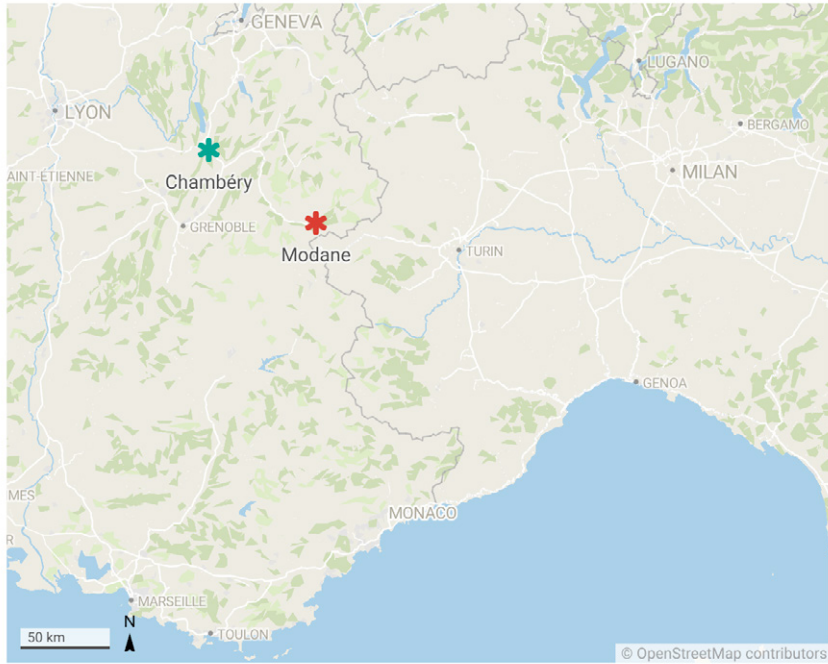 GENEVA
LUGANO
LYON
BERGAMO
Chambéry
MILAN
AINT-ÉTIENNE
GRENOBLE
Modane
TURIN
GENOA
MES
MONACO
R
MARSEILLE
N
TOULON
50 km
© OpenStreetMap contributors